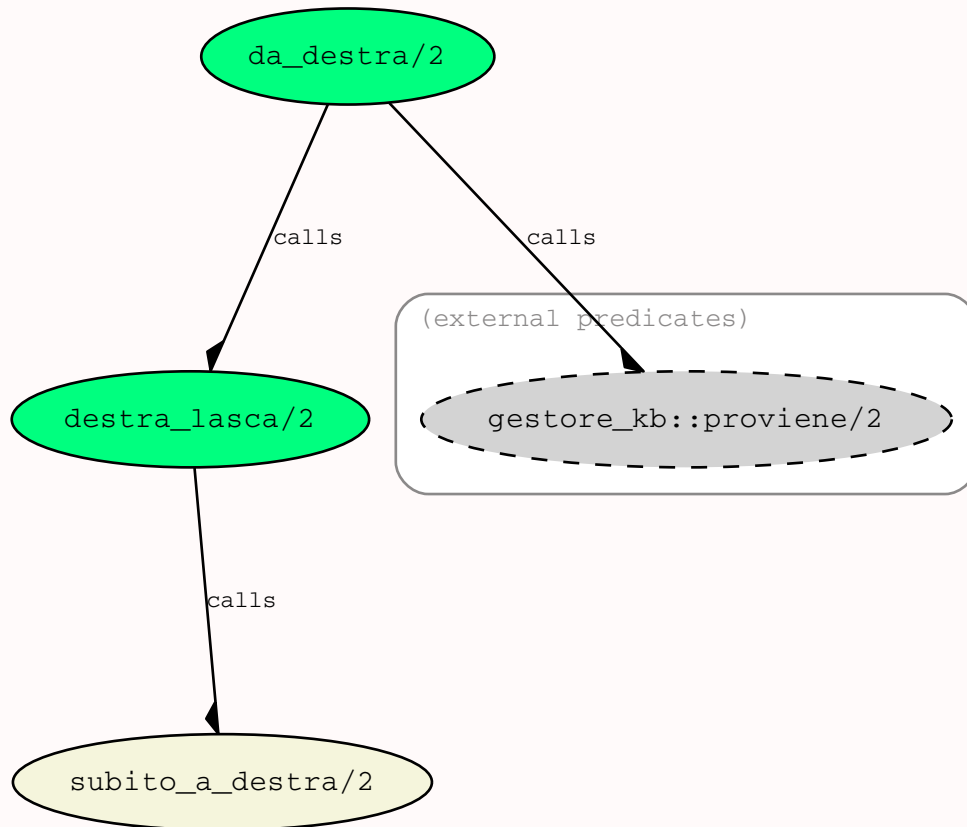 da_destra/2
calls
calls
(external predicates)
destra_lasca/2
gestore_kb::proviene/2
calls
subito_a_destra/2